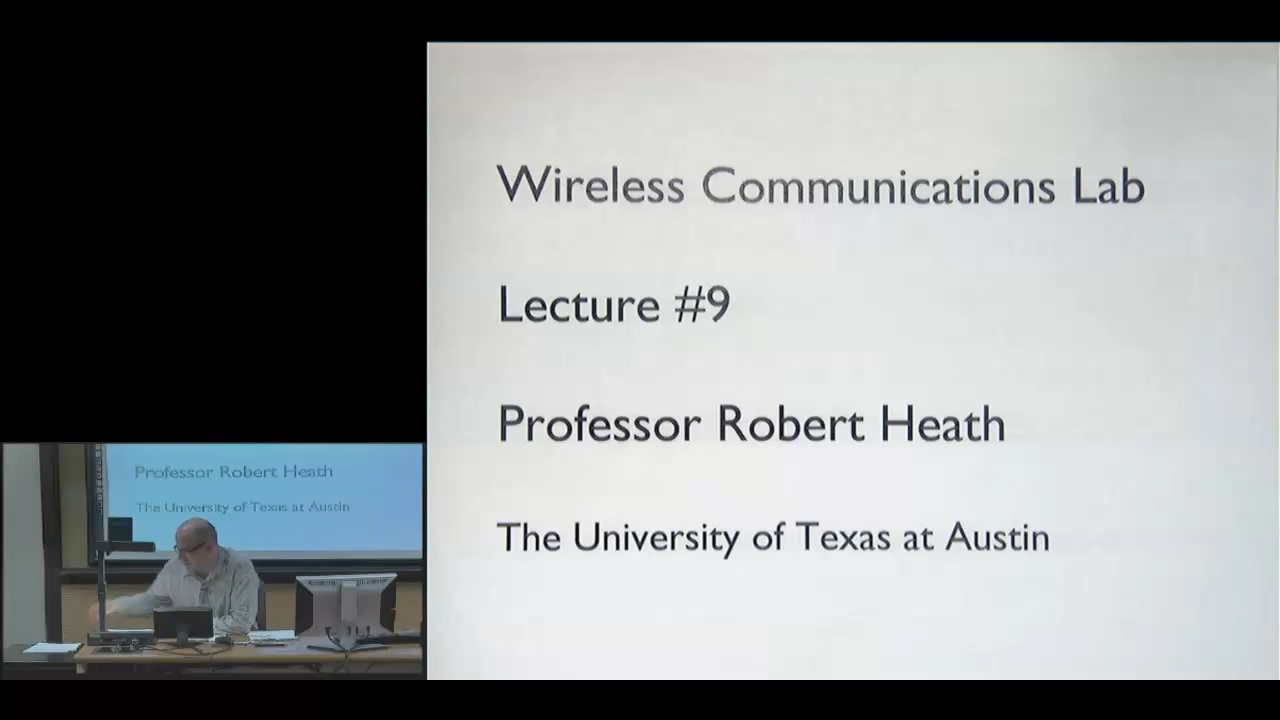 Wireless Communications Lab
Lecture #9
Professor Robert Heath
The University of Texas at Austin
Professor Robert Heath
The University of Texas at Austin